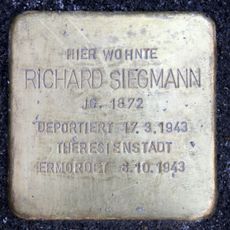 HIER WOHNTE
RICHARD SIEGMANN
JG. 1872
DEPORTIERT 17.3.1943
THERESIENSTADT
ERMORDET 8.10.1943